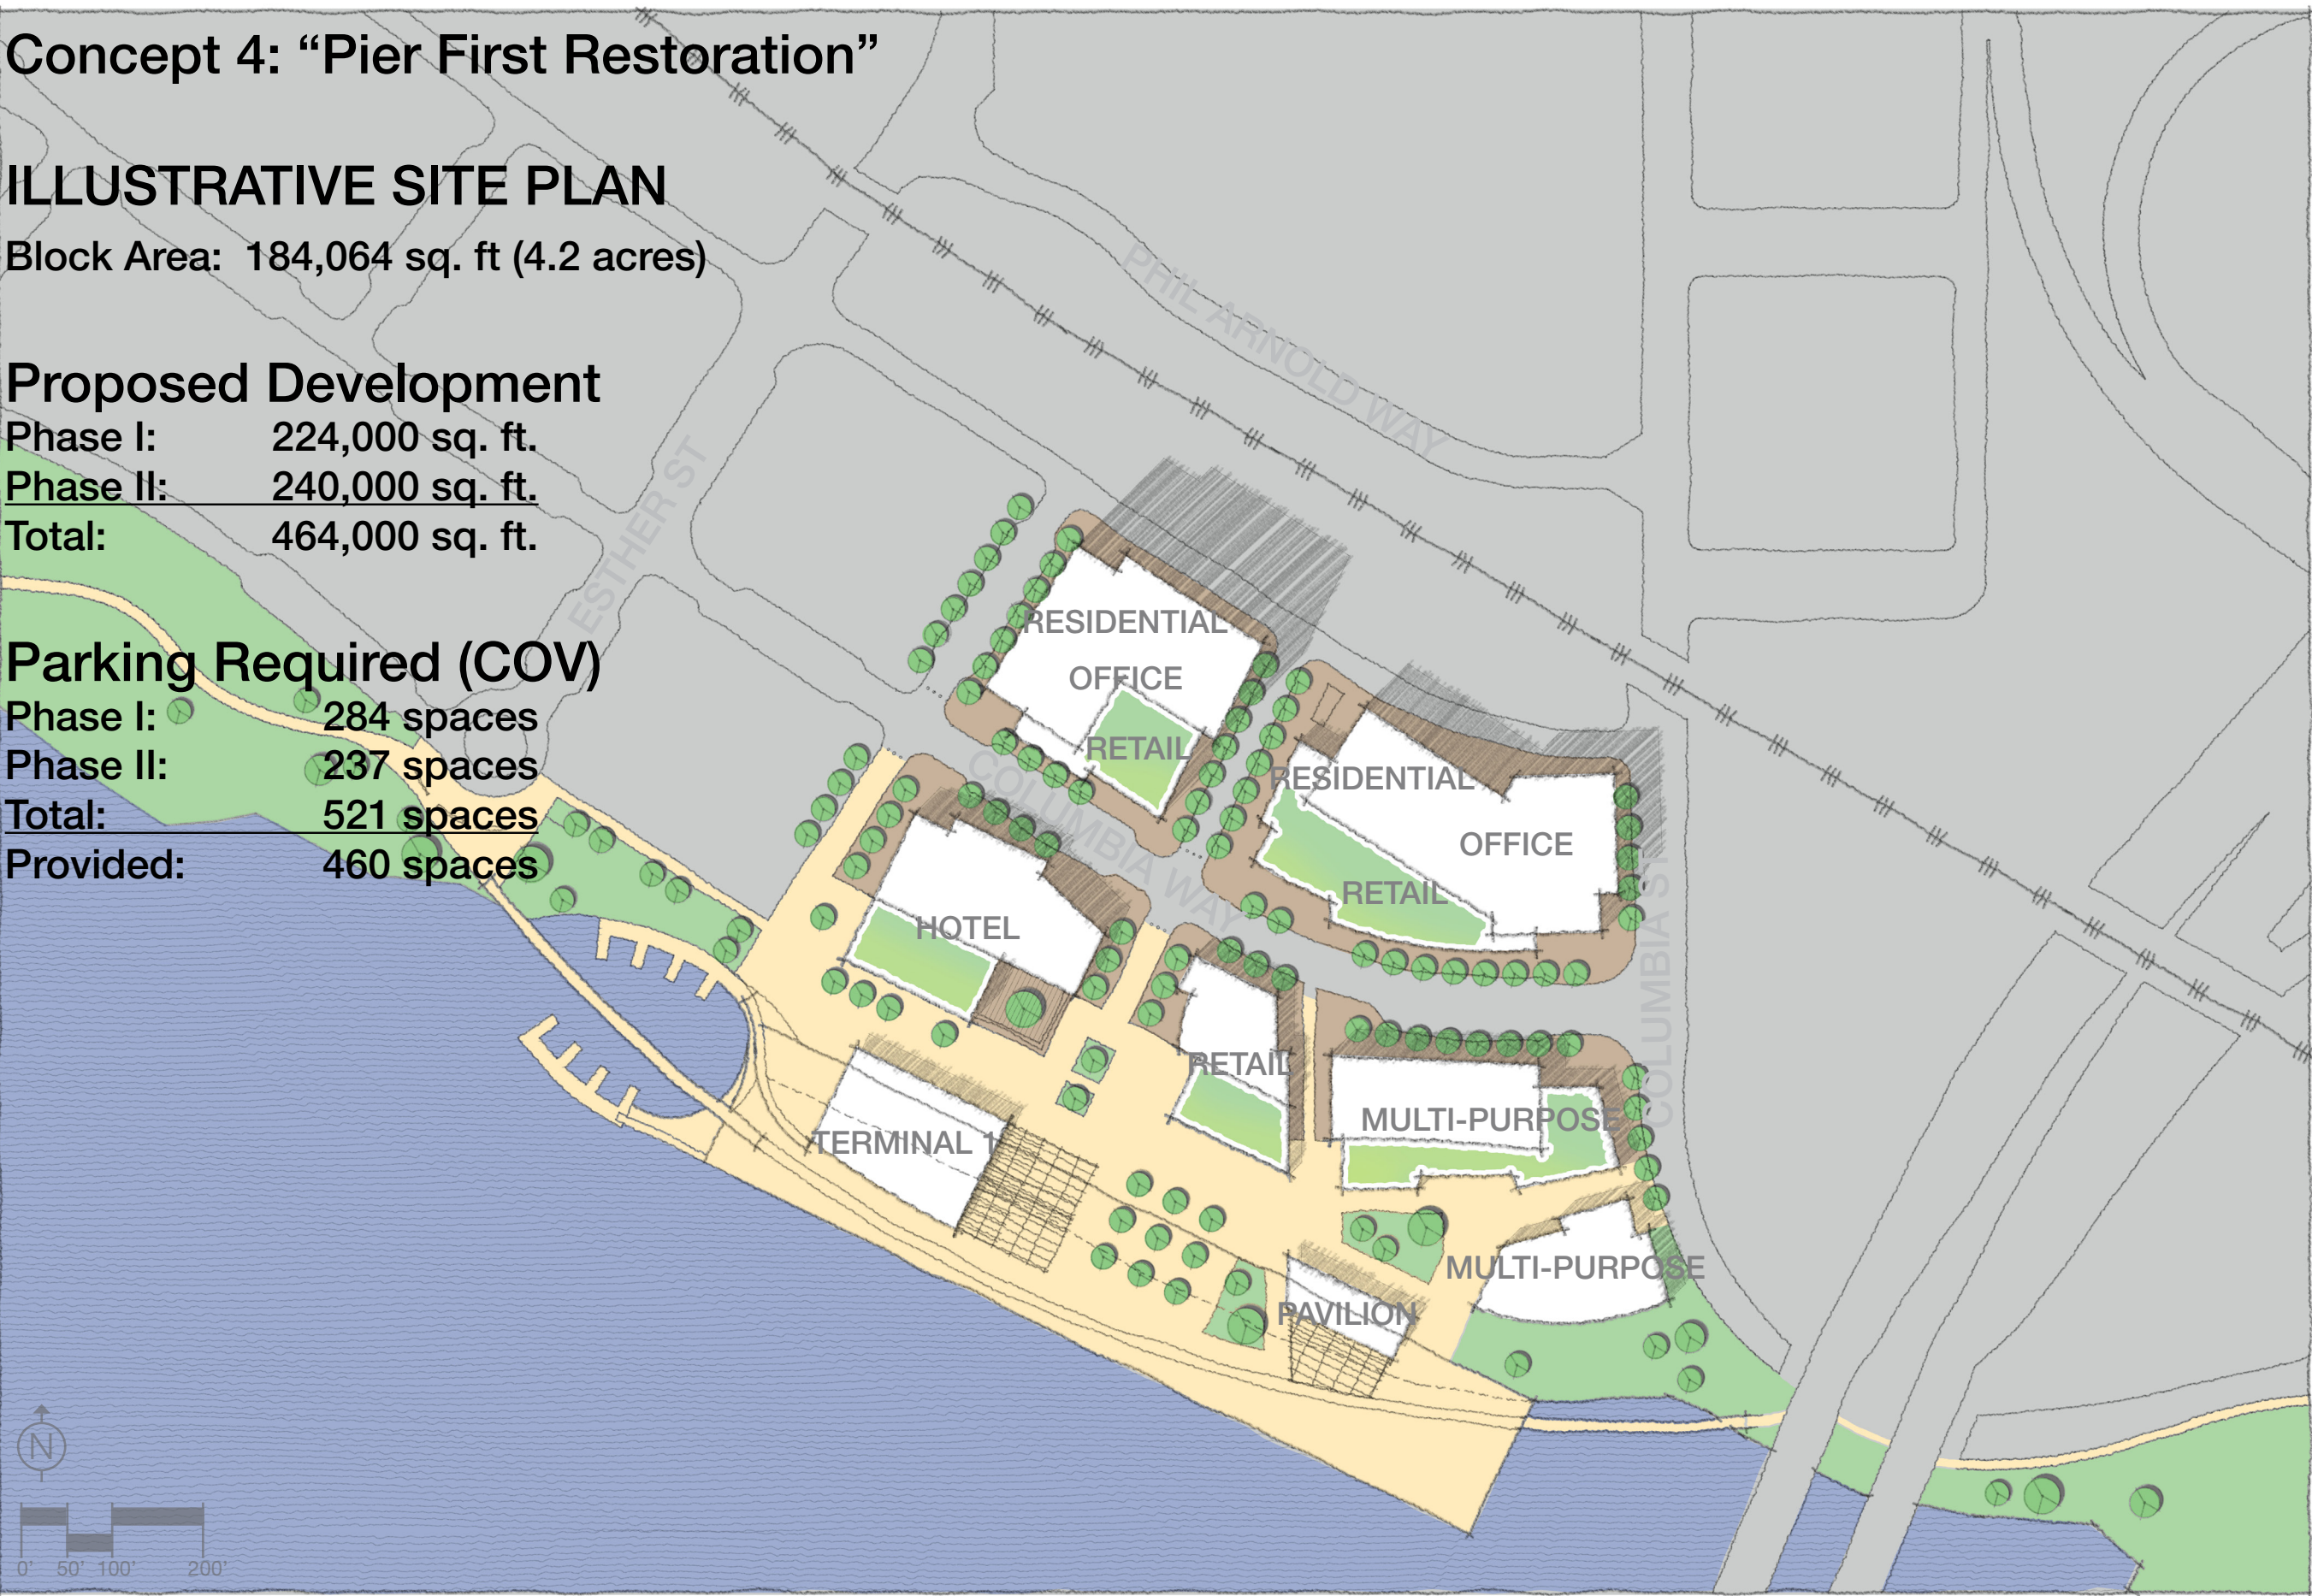 Concept 4: “Pier First Restoration”
ILLUSTRATIVE SITE PLAN
Block Area: 184,064 sq. ft (4.2 acres)
Proposed Development
Phase I: 224,000 sq. ft.
Phase II: 240,000 sq. ft.
Total: 464,000 sq. ft.
Parking Required (COV)
Phase I: 284 spaces
Phase II: 237 spaces
Total: 521 spaces
Provided: 460 spaces
PHIL ARNOLD WAY
ESTHER ST
RESIDENTIAL
OFFICE
RETAIL
COLUMBIA WAY
RESIDENTIAL
OFFICE
RETAIL
COLUMBIA ST
HOTEL
RETAIL
MULTI-PURPOSE
TERMINAL 1
MULTI-PURPOSE
PAVILION
N
0' 50' 100' 200'